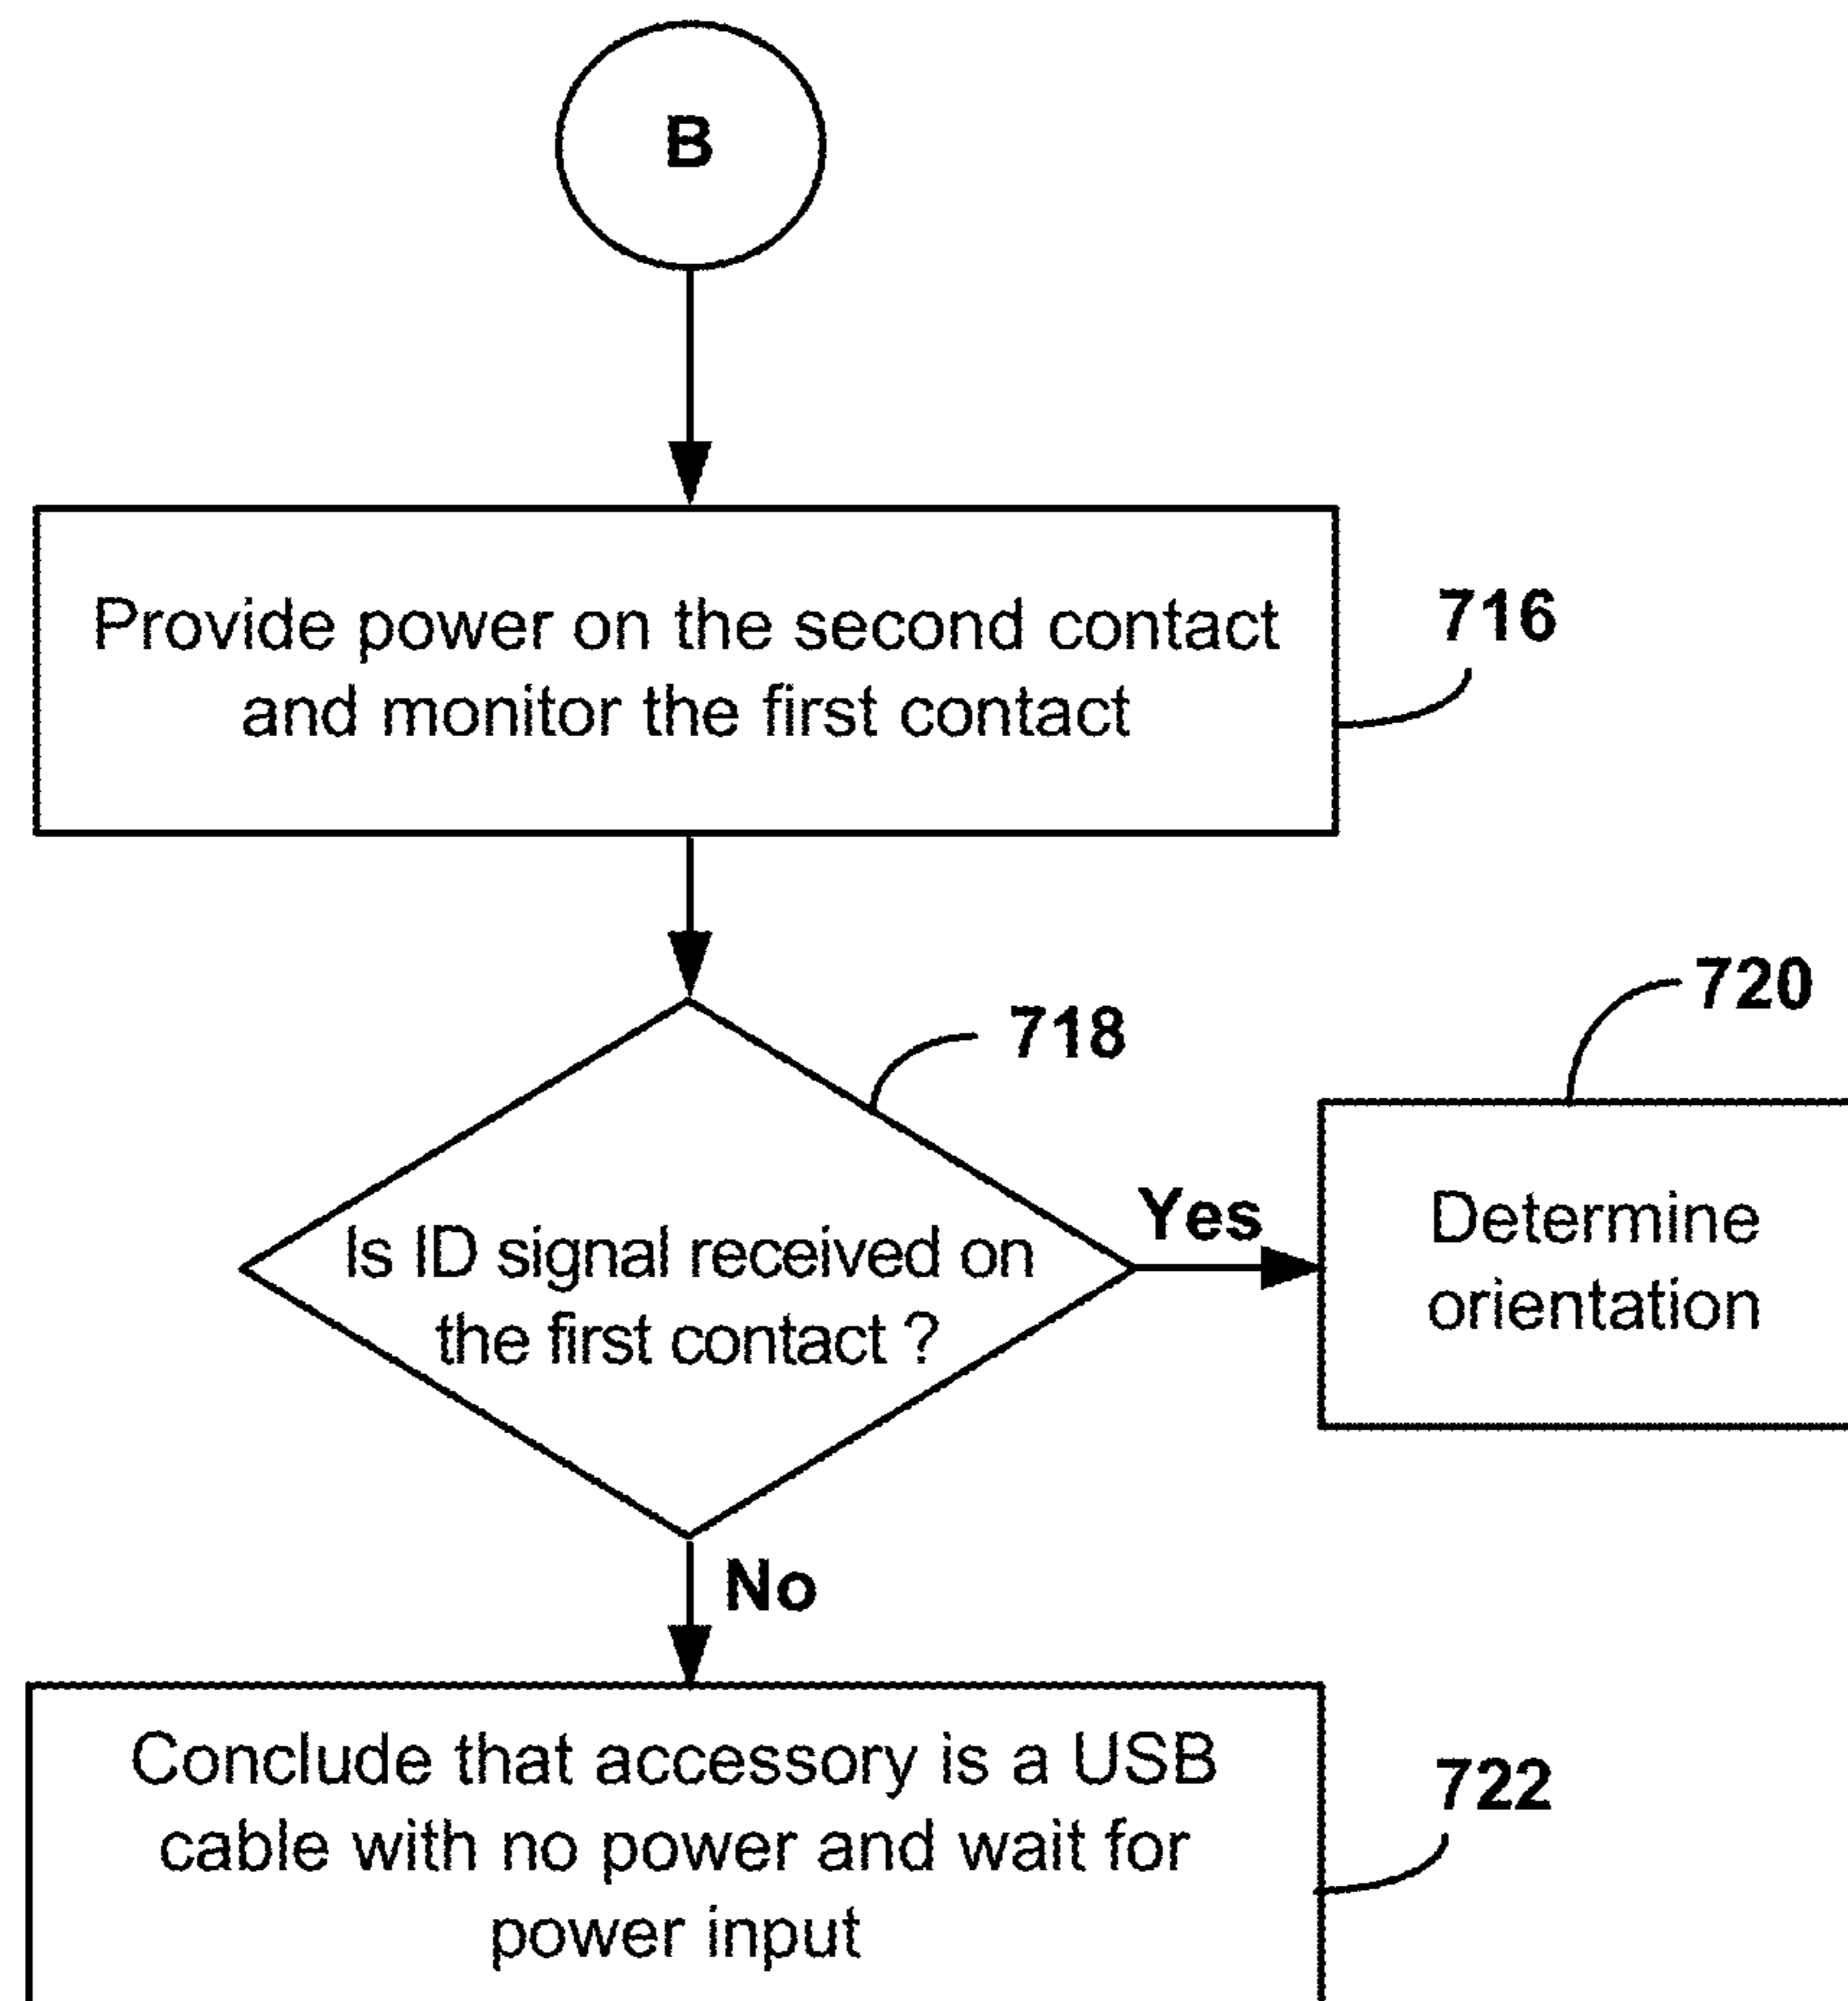 B
Provide power on the second contact
and monitor the first contact
716
718
720
Is ID signal received on
the first contact ?
Yes
Determine
orientation
No
Conclude that accessory is a USB
cable with no power and wait for
power input
722